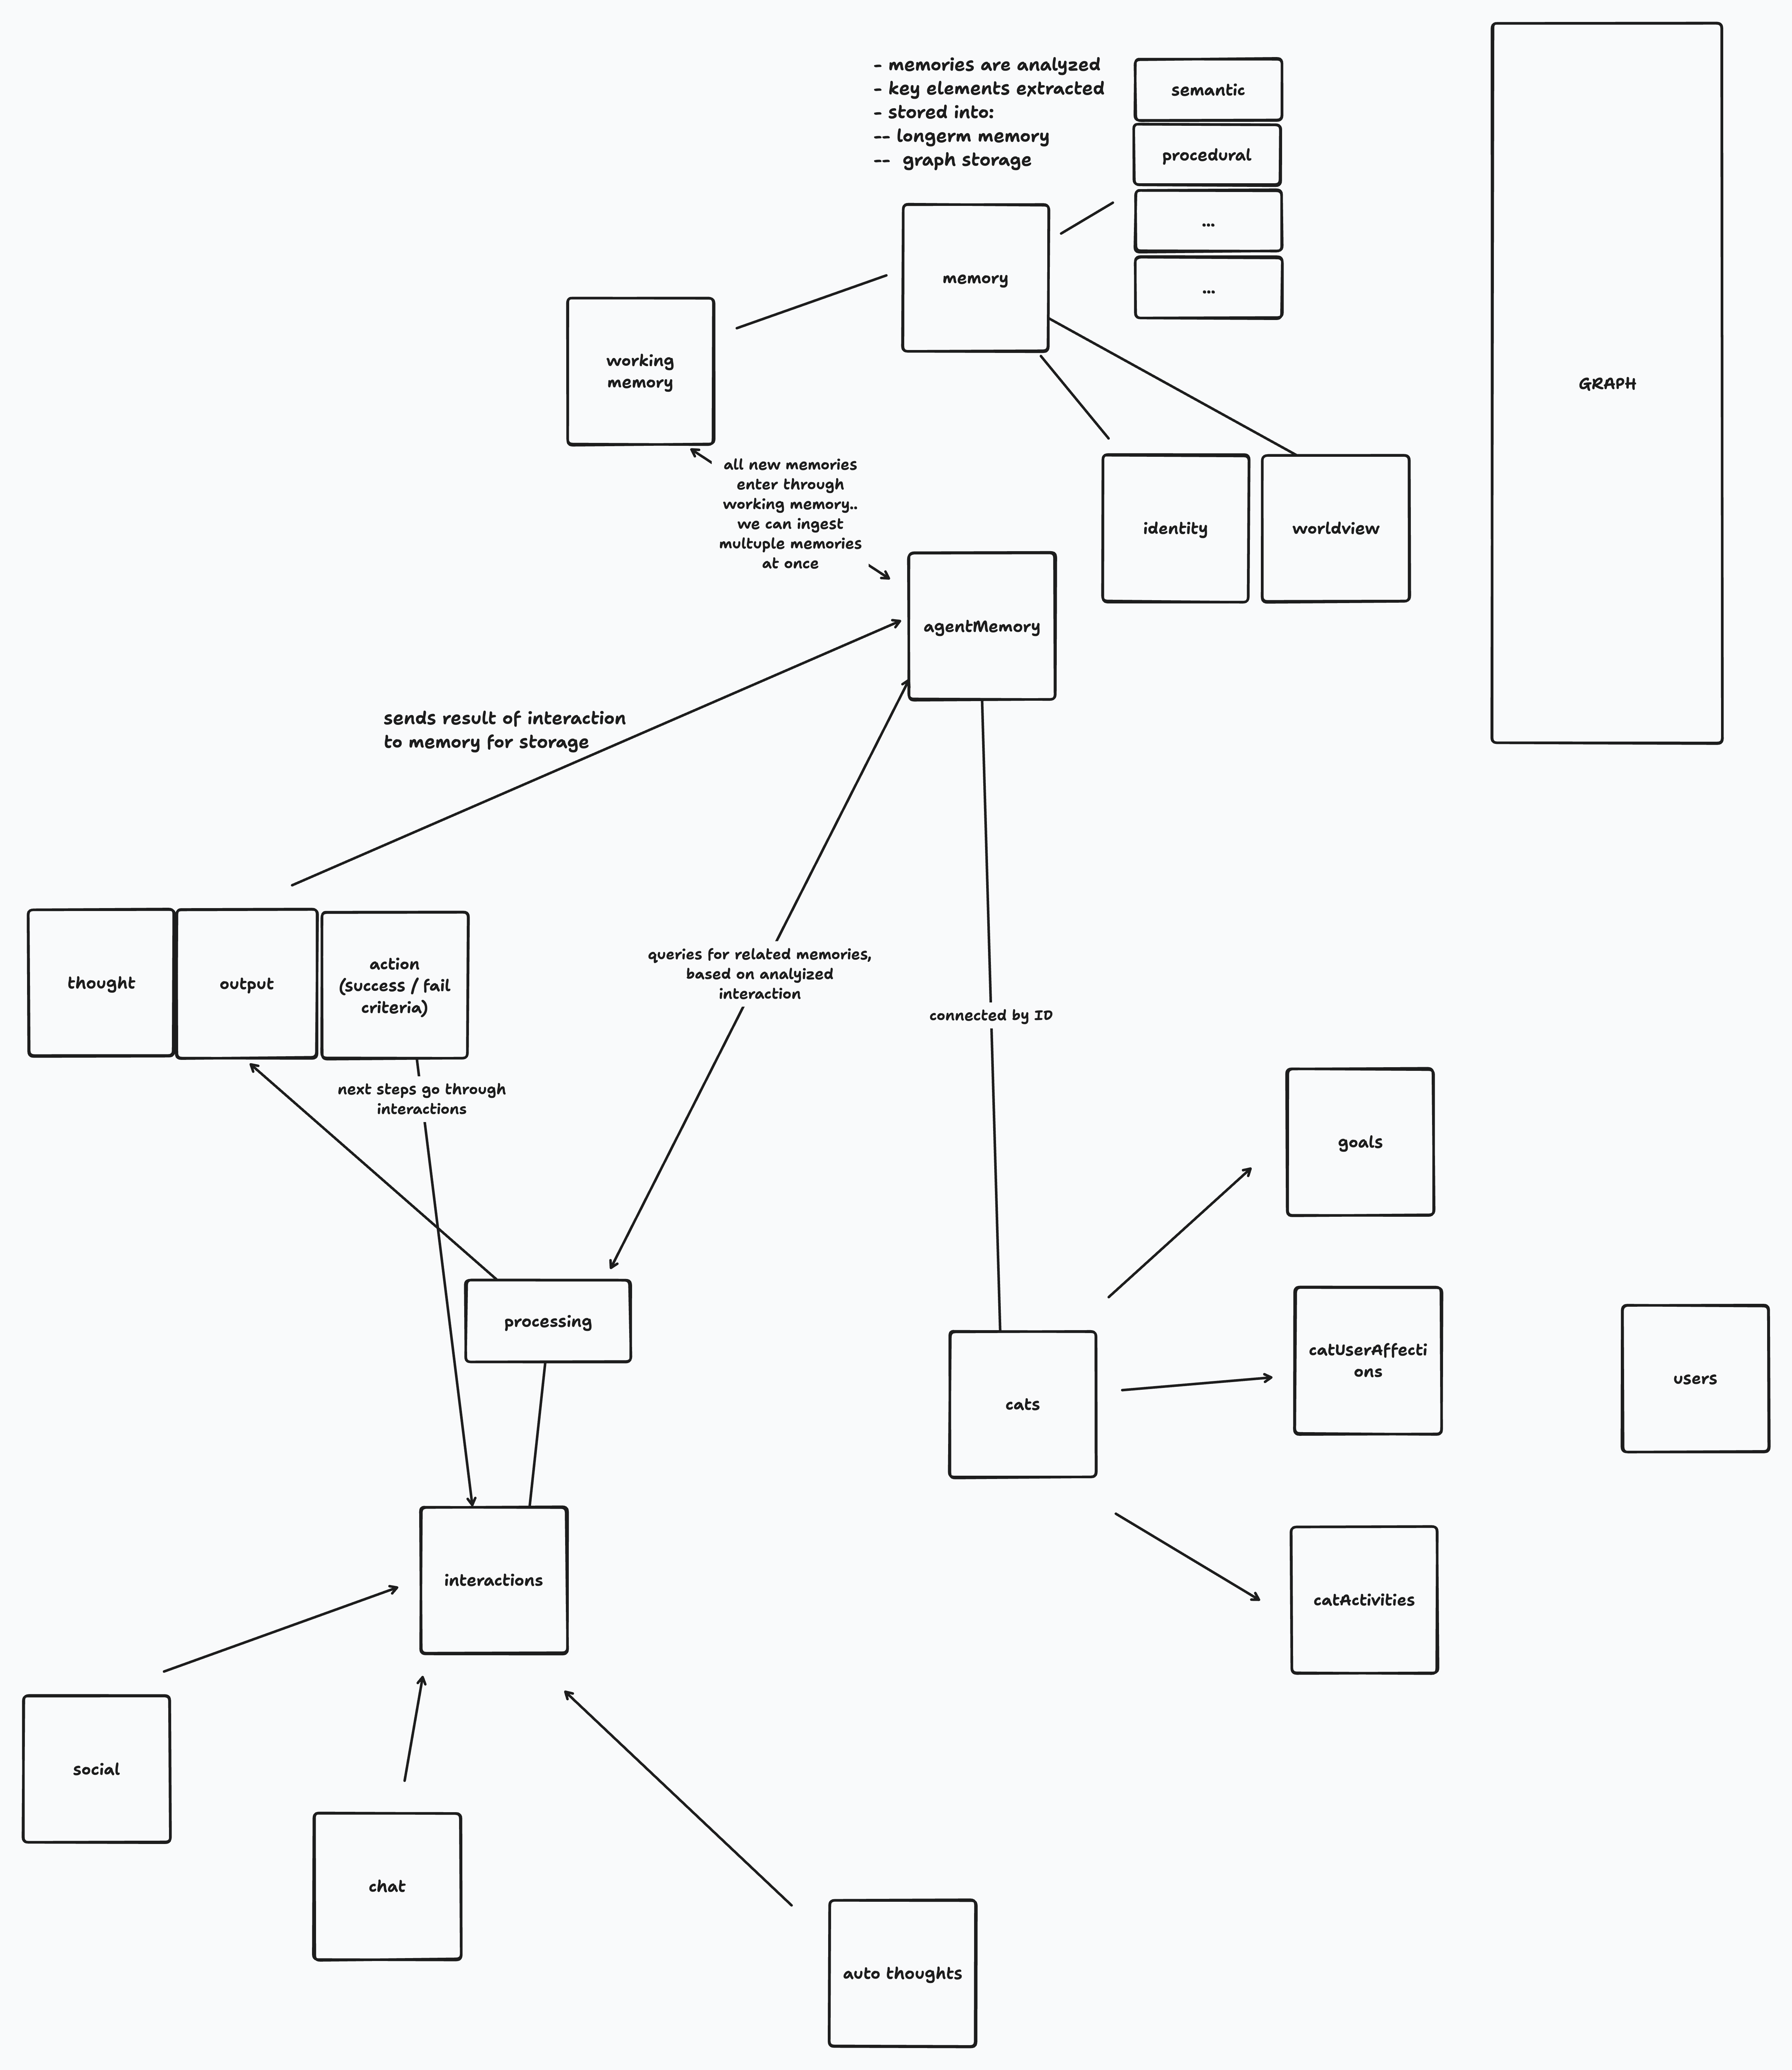 - memories are analyzed
- key elements extracted
- stored into:
-- longerm memory
-- graph storage
semantic
procedural
...
...
memory
GRAPH
working
memory
all new memories
enter through
working memory..
we can ingest
multuple memories
at once
identity
worldview
agentMemory
sends result of interaction
to memory for storage
thought
output
action
(success / fail
criteria)
queries for related memories,
based on analyized
interaction
connected by ID
next steps go through
interactions
goals
processing
catUserAffecti
ons
users
cats
interactions
catActivities
social
chat
auto thoughts